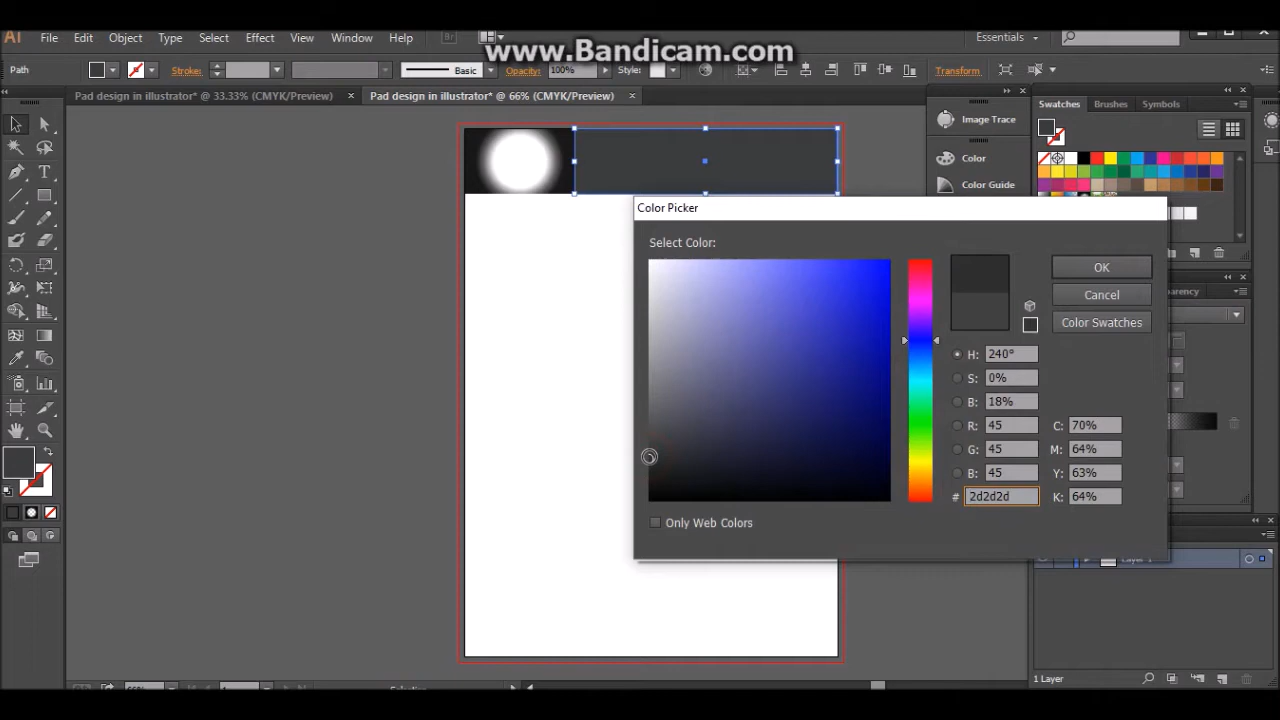 Ai File Edit Object Type Select Effect View Window Help Br Essentials
www.Bandicam.com
Path Stroke: Basic Opacity: 100% Style: Transform
Pad design in illustrator* @ 33.33% (CMYK/Preview) × Pad design in illustrator* @ 66% (CMYK/Preview) ×
Swatches Brushes Symbols
Image Trace
Color
Color Guide
Color Picker
Select Color:
OK
Cancel
Color Swatches
H: 240°
S: 0%
B: 18%
R: 45 C: 70%
G: 45 M: 64%
B: 45 Y: 63%
# 2d2d2d K: 64%
Only Web Colors
1 Layer